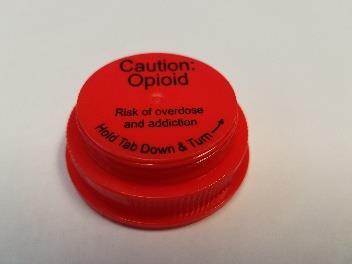 Caution:
Opioid
Risk of overdose
and addiction
Hold Tab Down & Turn →